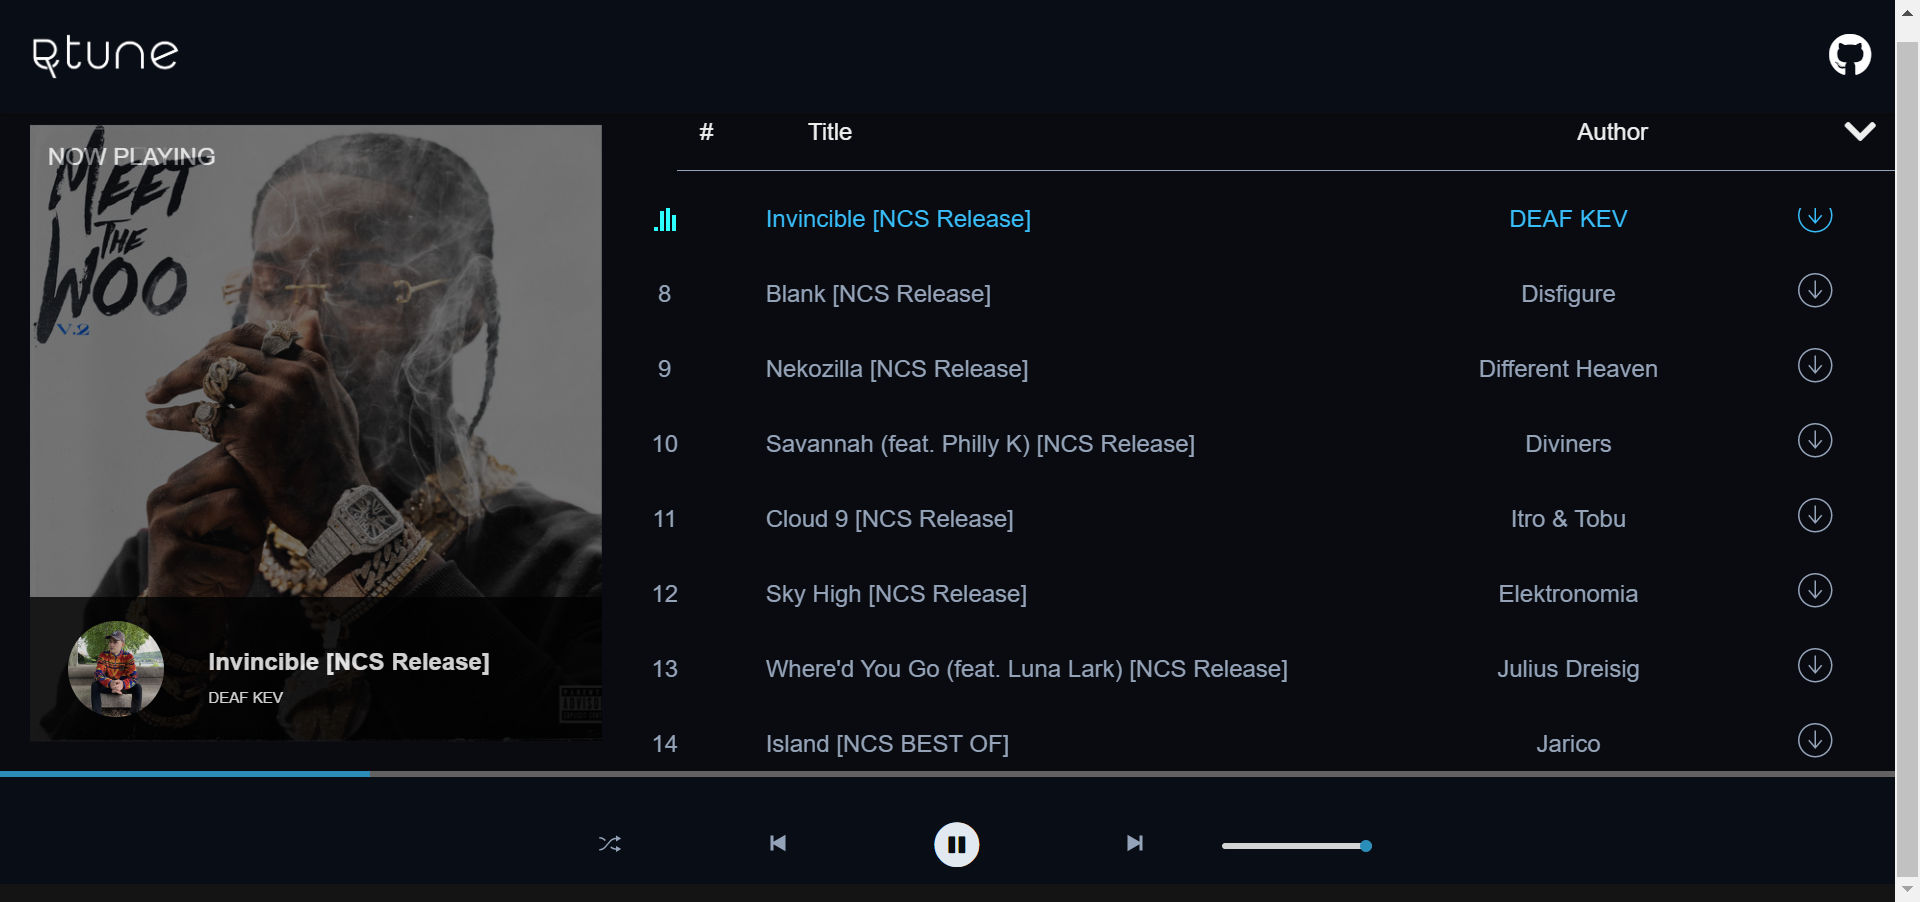 Rtune
NOW PLAYING
MEET
THE
WOO
V.2
Invincible [NCS Release]
DEAF KEV
# Title Author
Invincible [NCS Release] DEAF KEV
8 Blank [NCS Release] Disfigure
9 Nekozilla [NCS Release] Different Heaven
10 Savannah (feat. Philly K) [NCS Release] Diviners
11 Cloud 9 [NCS Release] Itro & Tobu
12 Sky High [NCS Release] Elektronomia
13 Where'd You Go (feat. Luna Lark) [NCS Release] Julius Dreisig
14 Island [NCS BEST OF] Jarico